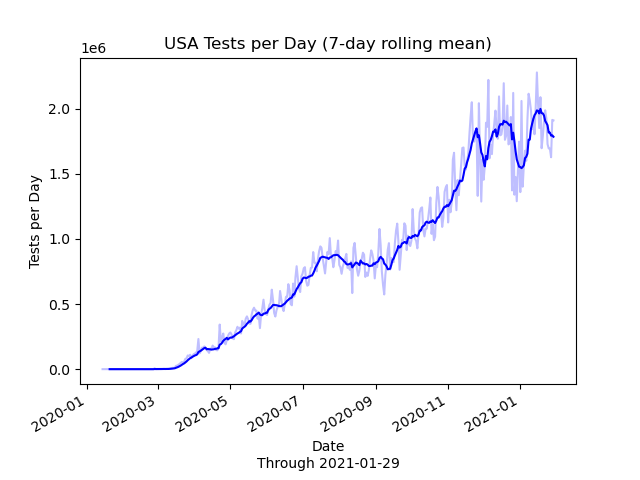 USA Tests per Day (7-day rolling mean)
1e6
2.0
1.5
1.0
0.5
0.0
Tests per Day
2020-01
2020-03
2020-05
2020-07
2020-09
2020-11
2021-01
Date
Through 2021-01-29